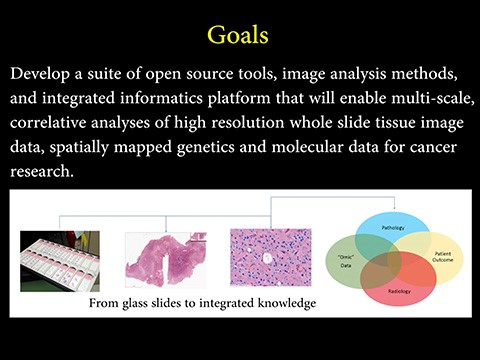 Goals
Develop a suite of open source tools, image analysis methods,
and integrated informatics platform that will enable multi-scale,
correlative analyses of high resolution whole slide tissue image
data, spatially mapped genetics and molecular data for cancer
research.
Pathology
"Omic"
Data
Patient
Outcome
Radiology
From glass slides to integrated knowledge